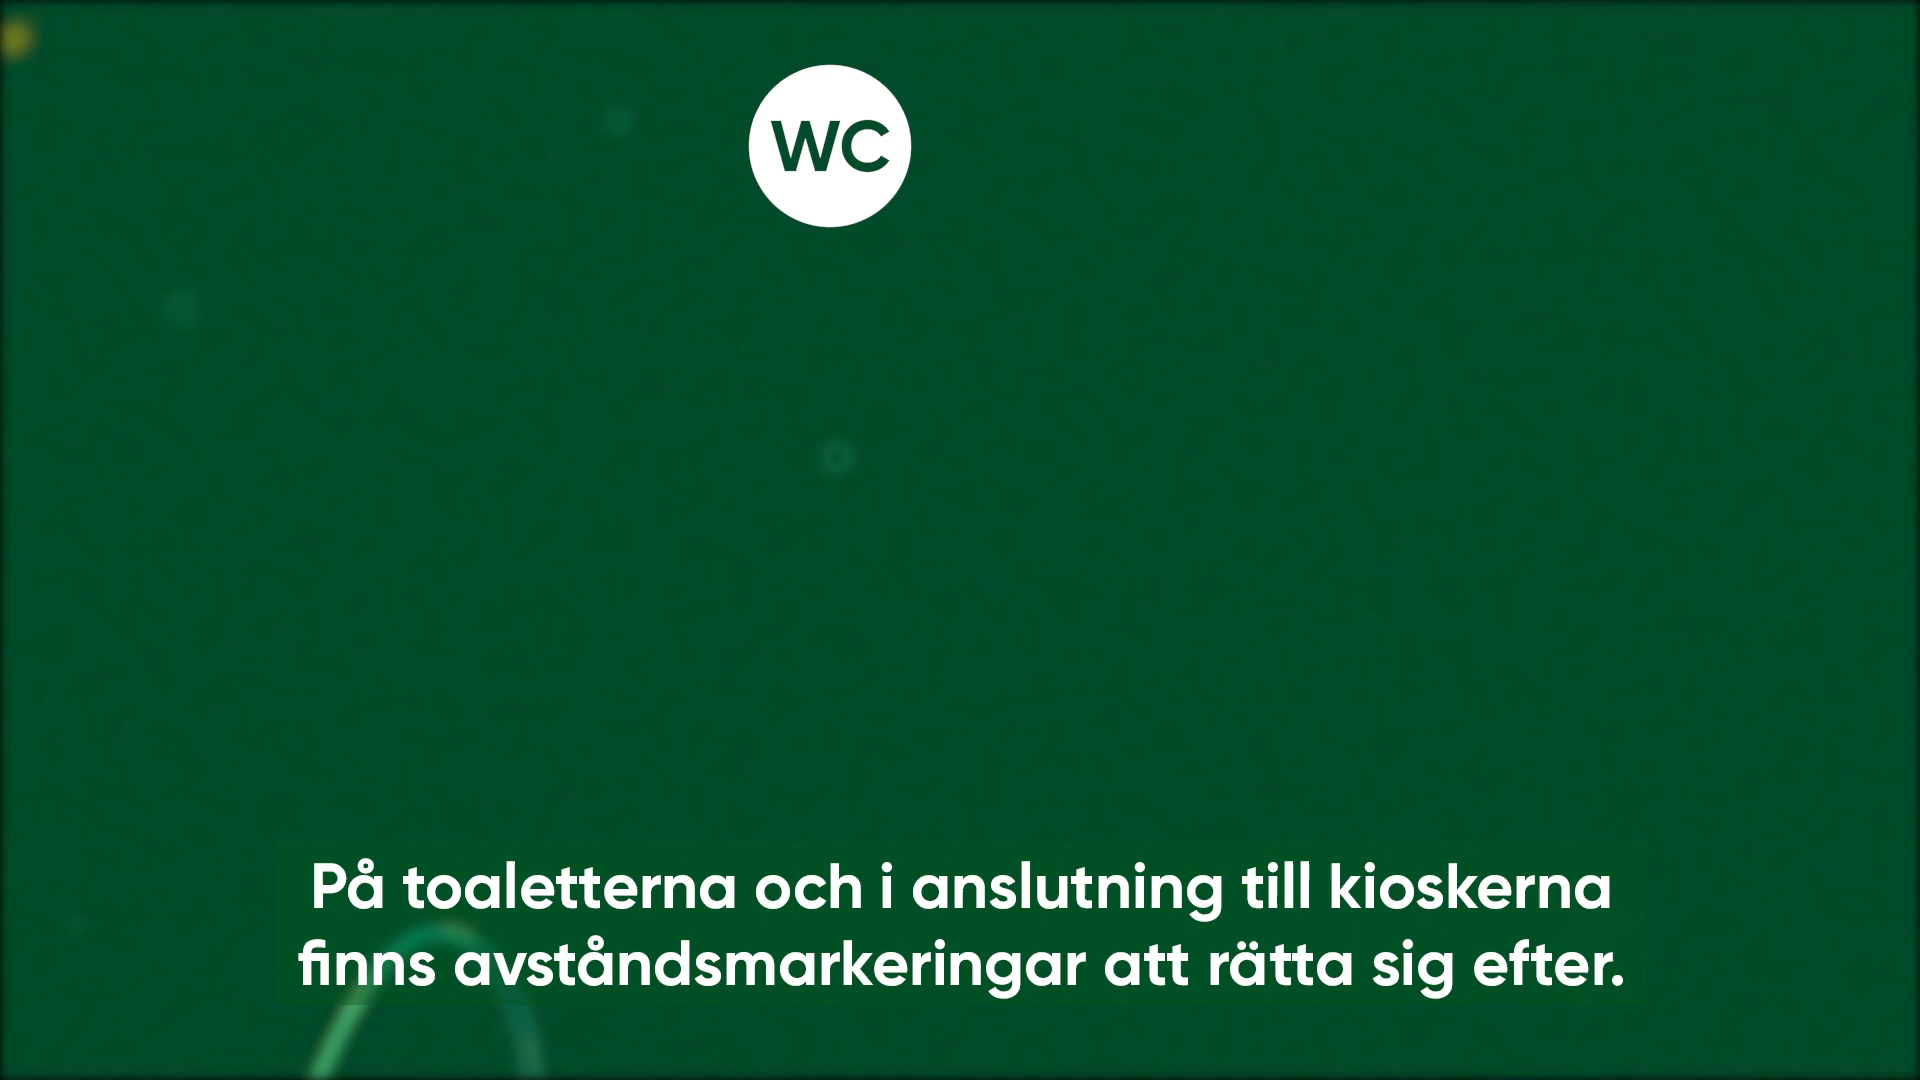 WC
På toaletterna och i anslutning till kioskerna
finns avståndsmarkeringar att rätta sig efter.